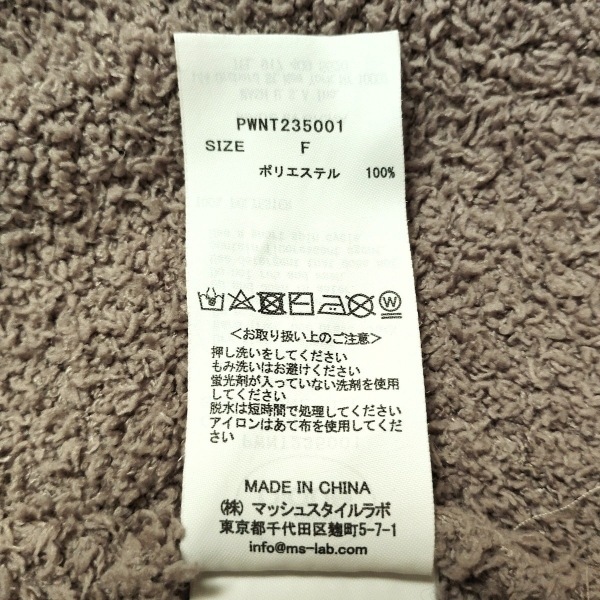 PWNT235001
SIZE F
ポリエステル 100%
<お取り扱い上のご注意>
押し洗いをしてください
もみ洗いはお避けください
蛍光剤が入っていない洗剤を使用
してください
脱水は短時間で処理してください
アイロンはあて布を使用してくだ
さい
MADE IN CHINA
(株) マッシュスタイルラボ
東京都千代田区麹町5-7-1
info@ms-lab.com